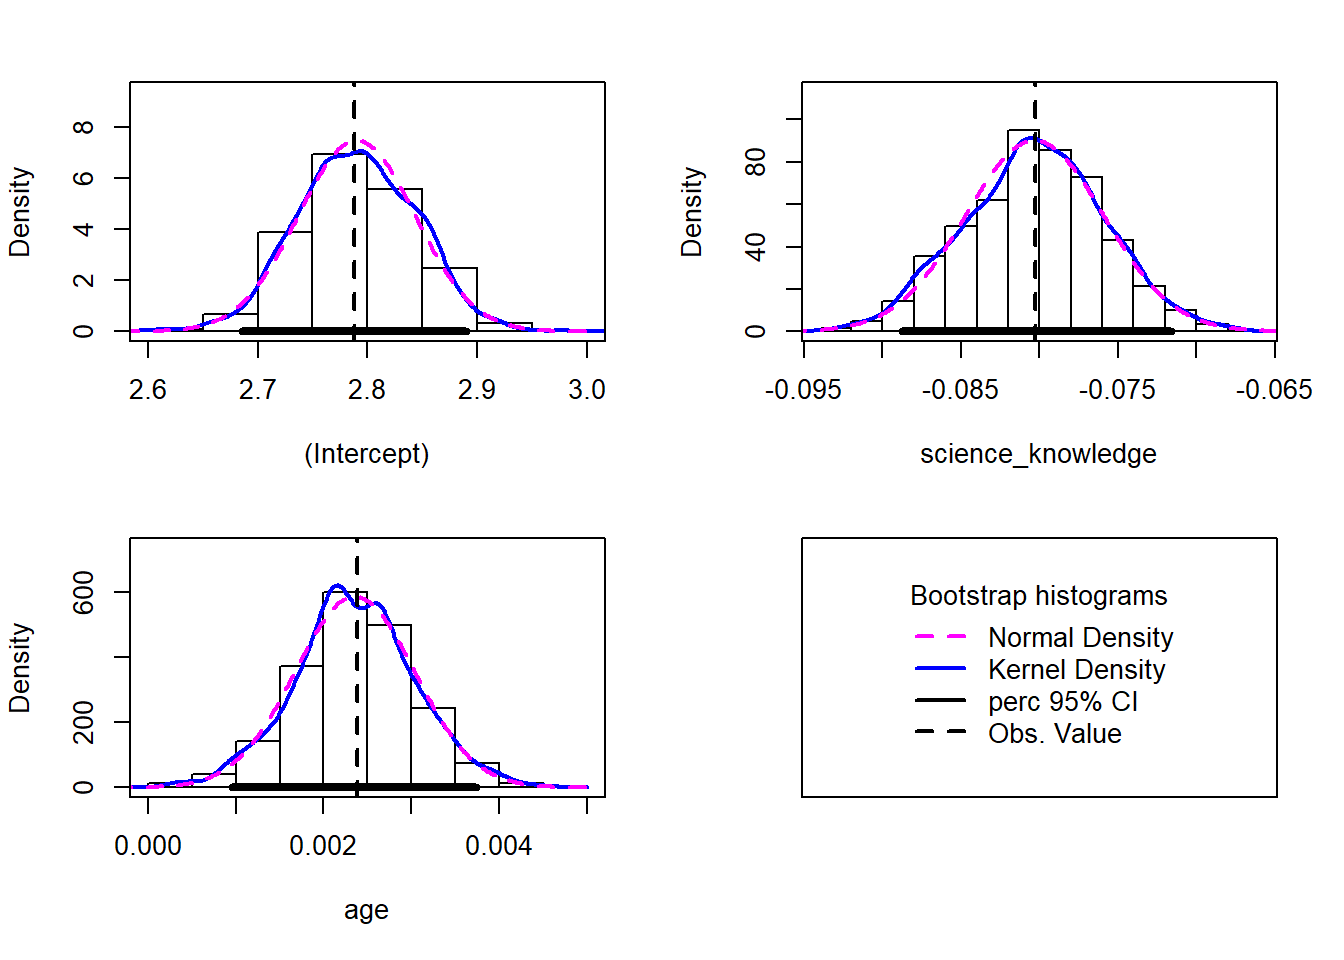 Density
0 2 4 6 8
2.6 2.7 2.8 2.9 3.0
(Intercept)
Density
0 40 80
-0.095 -0.085 -0.075 -0.065
science_knowledge
Density
0 200 600
0.000 0.002 0.004
age
Bootstrap histograms
Normal Density
Kernel Density
perc 95% CI
Obs. Value